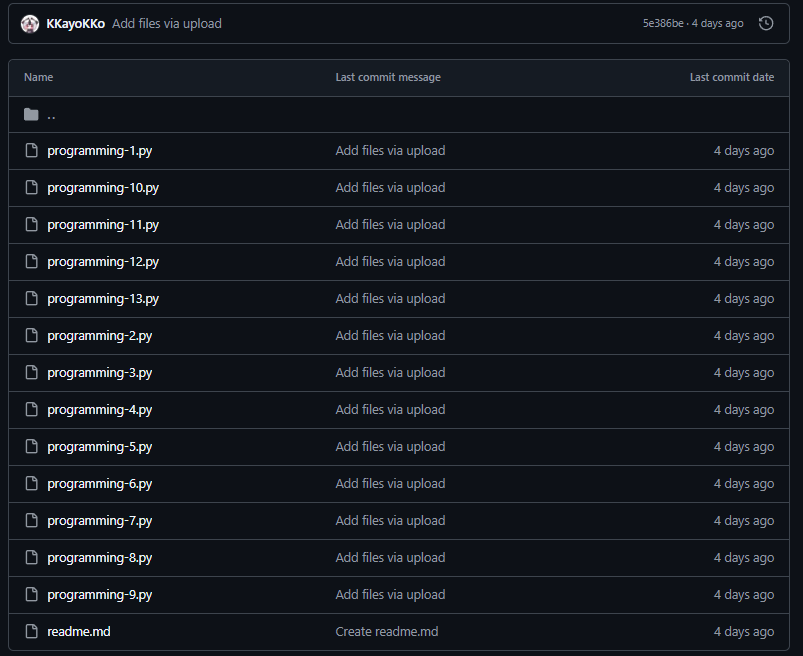 KKayoKKo Add files via upload 5e386be · 4 days ago
Name Last commit message Last commit date
..
programming-1.py Add files via upload 4 days ago
programming-10.py Add files via upload 4 days ago
programming-11.py Add files via upload 4 days ago
programming-12.py Add files via upload 4 days ago
programming-13.py Add files via upload 4 days ago
programming-2.py Add files via upload 4 days ago
programming-3.py Add files via upload 4 days ago
programming-4.py Add files via upload 4 days ago
programming-5.py Add files via upload 4 days ago
programming-6.py Add files via upload 4 days ago
programming-7.py Add files via upload 4 days ago
programming-8.py Add files via upload 4 days ago
programming-9.py Add files via upload 4 days ago
readme.md Create readme.md 4 days ago